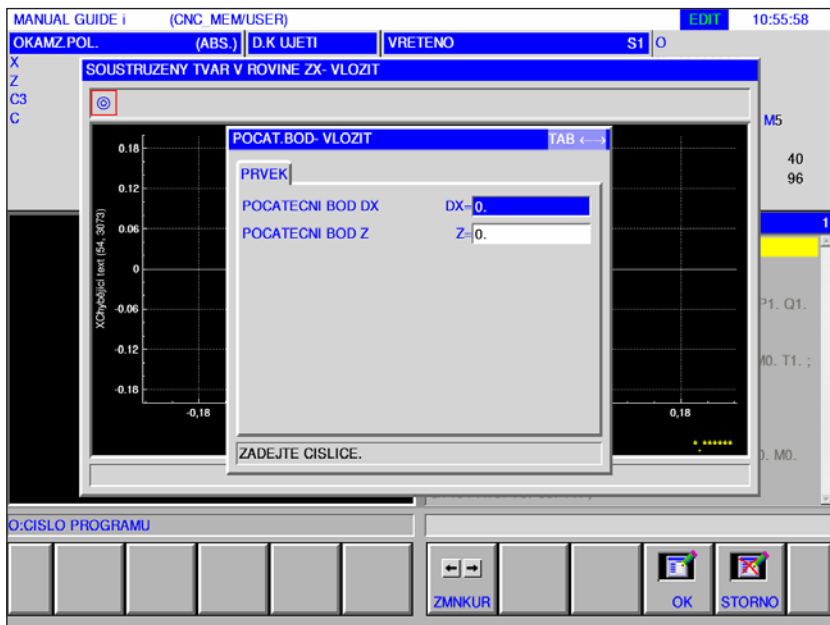 MANUAL GUIDE i (CNC_MEM/USER) EDIT 10:55:58
OKAMZ.POL. (ABS.) D.K UJETI VRETENO S1 O
X
Z
C3
C
M5
40
96
SOUSTRUZENY TVAR V ROVINE ZX- VLOZIT
POCAT.BOD- VLOZIT TAB ←→
PRVEK
POCATECNI BOD DX DX= 0.
POCATECNI BOD Z Z= 0.
ZADEJTE CISLICE.
XChybějící text (54, 3073)
0.18
0.12
0.06
0
-0.06
-0.12
-0.18
-0,18 0,18
*.******
1
P1. Q1.
M0. T1. ;
0. M0.
O:CISLO PROGRAMU
ZMNKUR OK STORNO